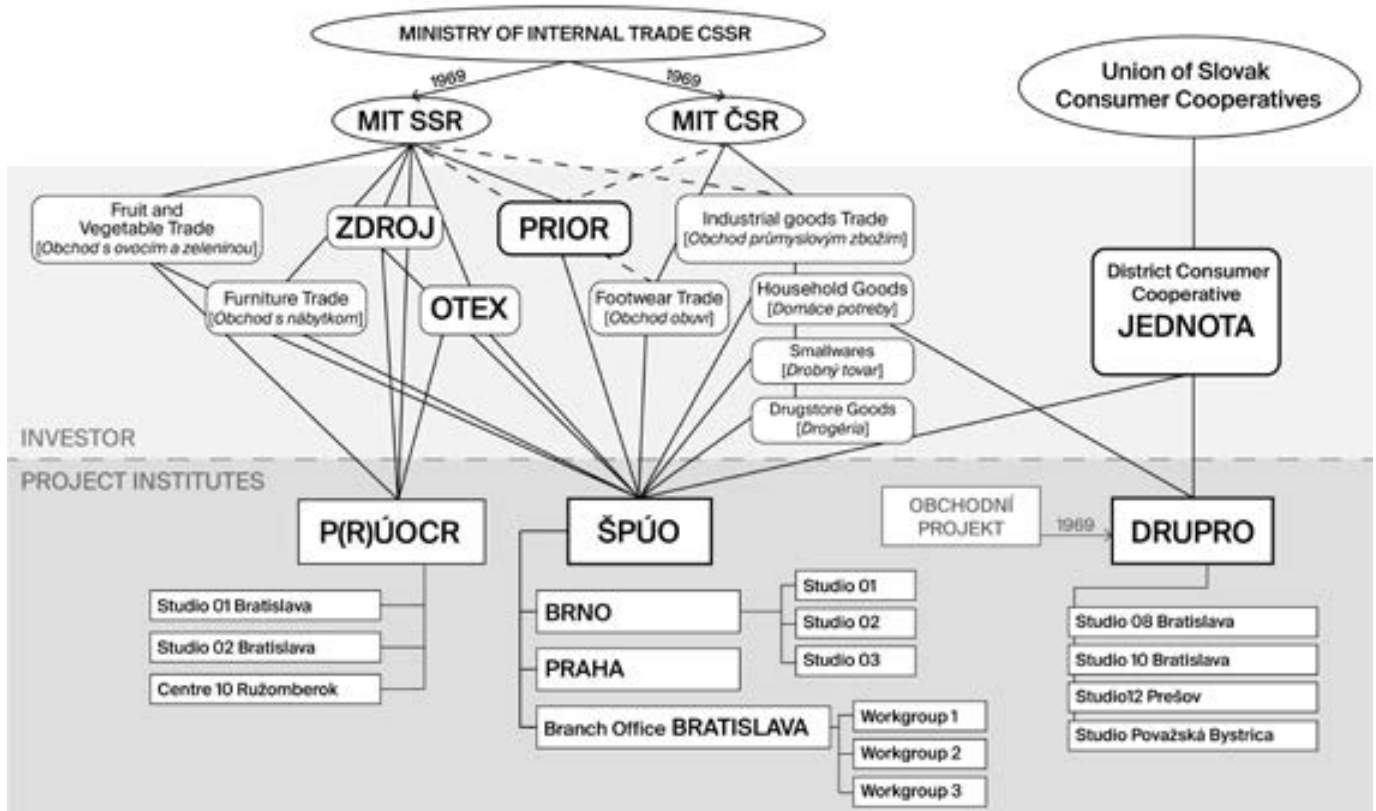 MINISTRY OF INTERNAL TRADE CSSR
1969
1969
MIT SSR
MIT ČSR
Union of Slovak
Consumer Cooperatives
Fruit and
Vegetable Trade
[Obchod s ovocím a zeleninou]
ZDROJ
PRIOR
Industrial goods Trade
[Obchod průmyslovým zbožím]
Furniture Trade
[Obchod s nábytkom]
OTEX
Footwear Trade
[Obchod obuvi]
Household Goods
[Domáce potreby]
Smallwares
[Drobný tovar]
Drugstore Goods
[Drogéria]
District Consumer
Cooperative
JEDNOTA
INVESTOR
PROJECT INSTITUTES
P(R)ÚOCR
Studio 01 Bratislava
Studio 02 Bratislava
Centre 10 Ružomberok
ŠPÚO
BRNO
Studio 01
Studio 02
Studio 03
PRAHA
Branch Office BRATISLAVA
Workgroup 1
Workgroup 2
Workgroup 3
OBCHODNÍ
PROJEKT
1969
DRUPRO
Studio 08 Bratislava
Studio 10 Bratislava
Studio12 Prešov
Studio Považská Bystrica